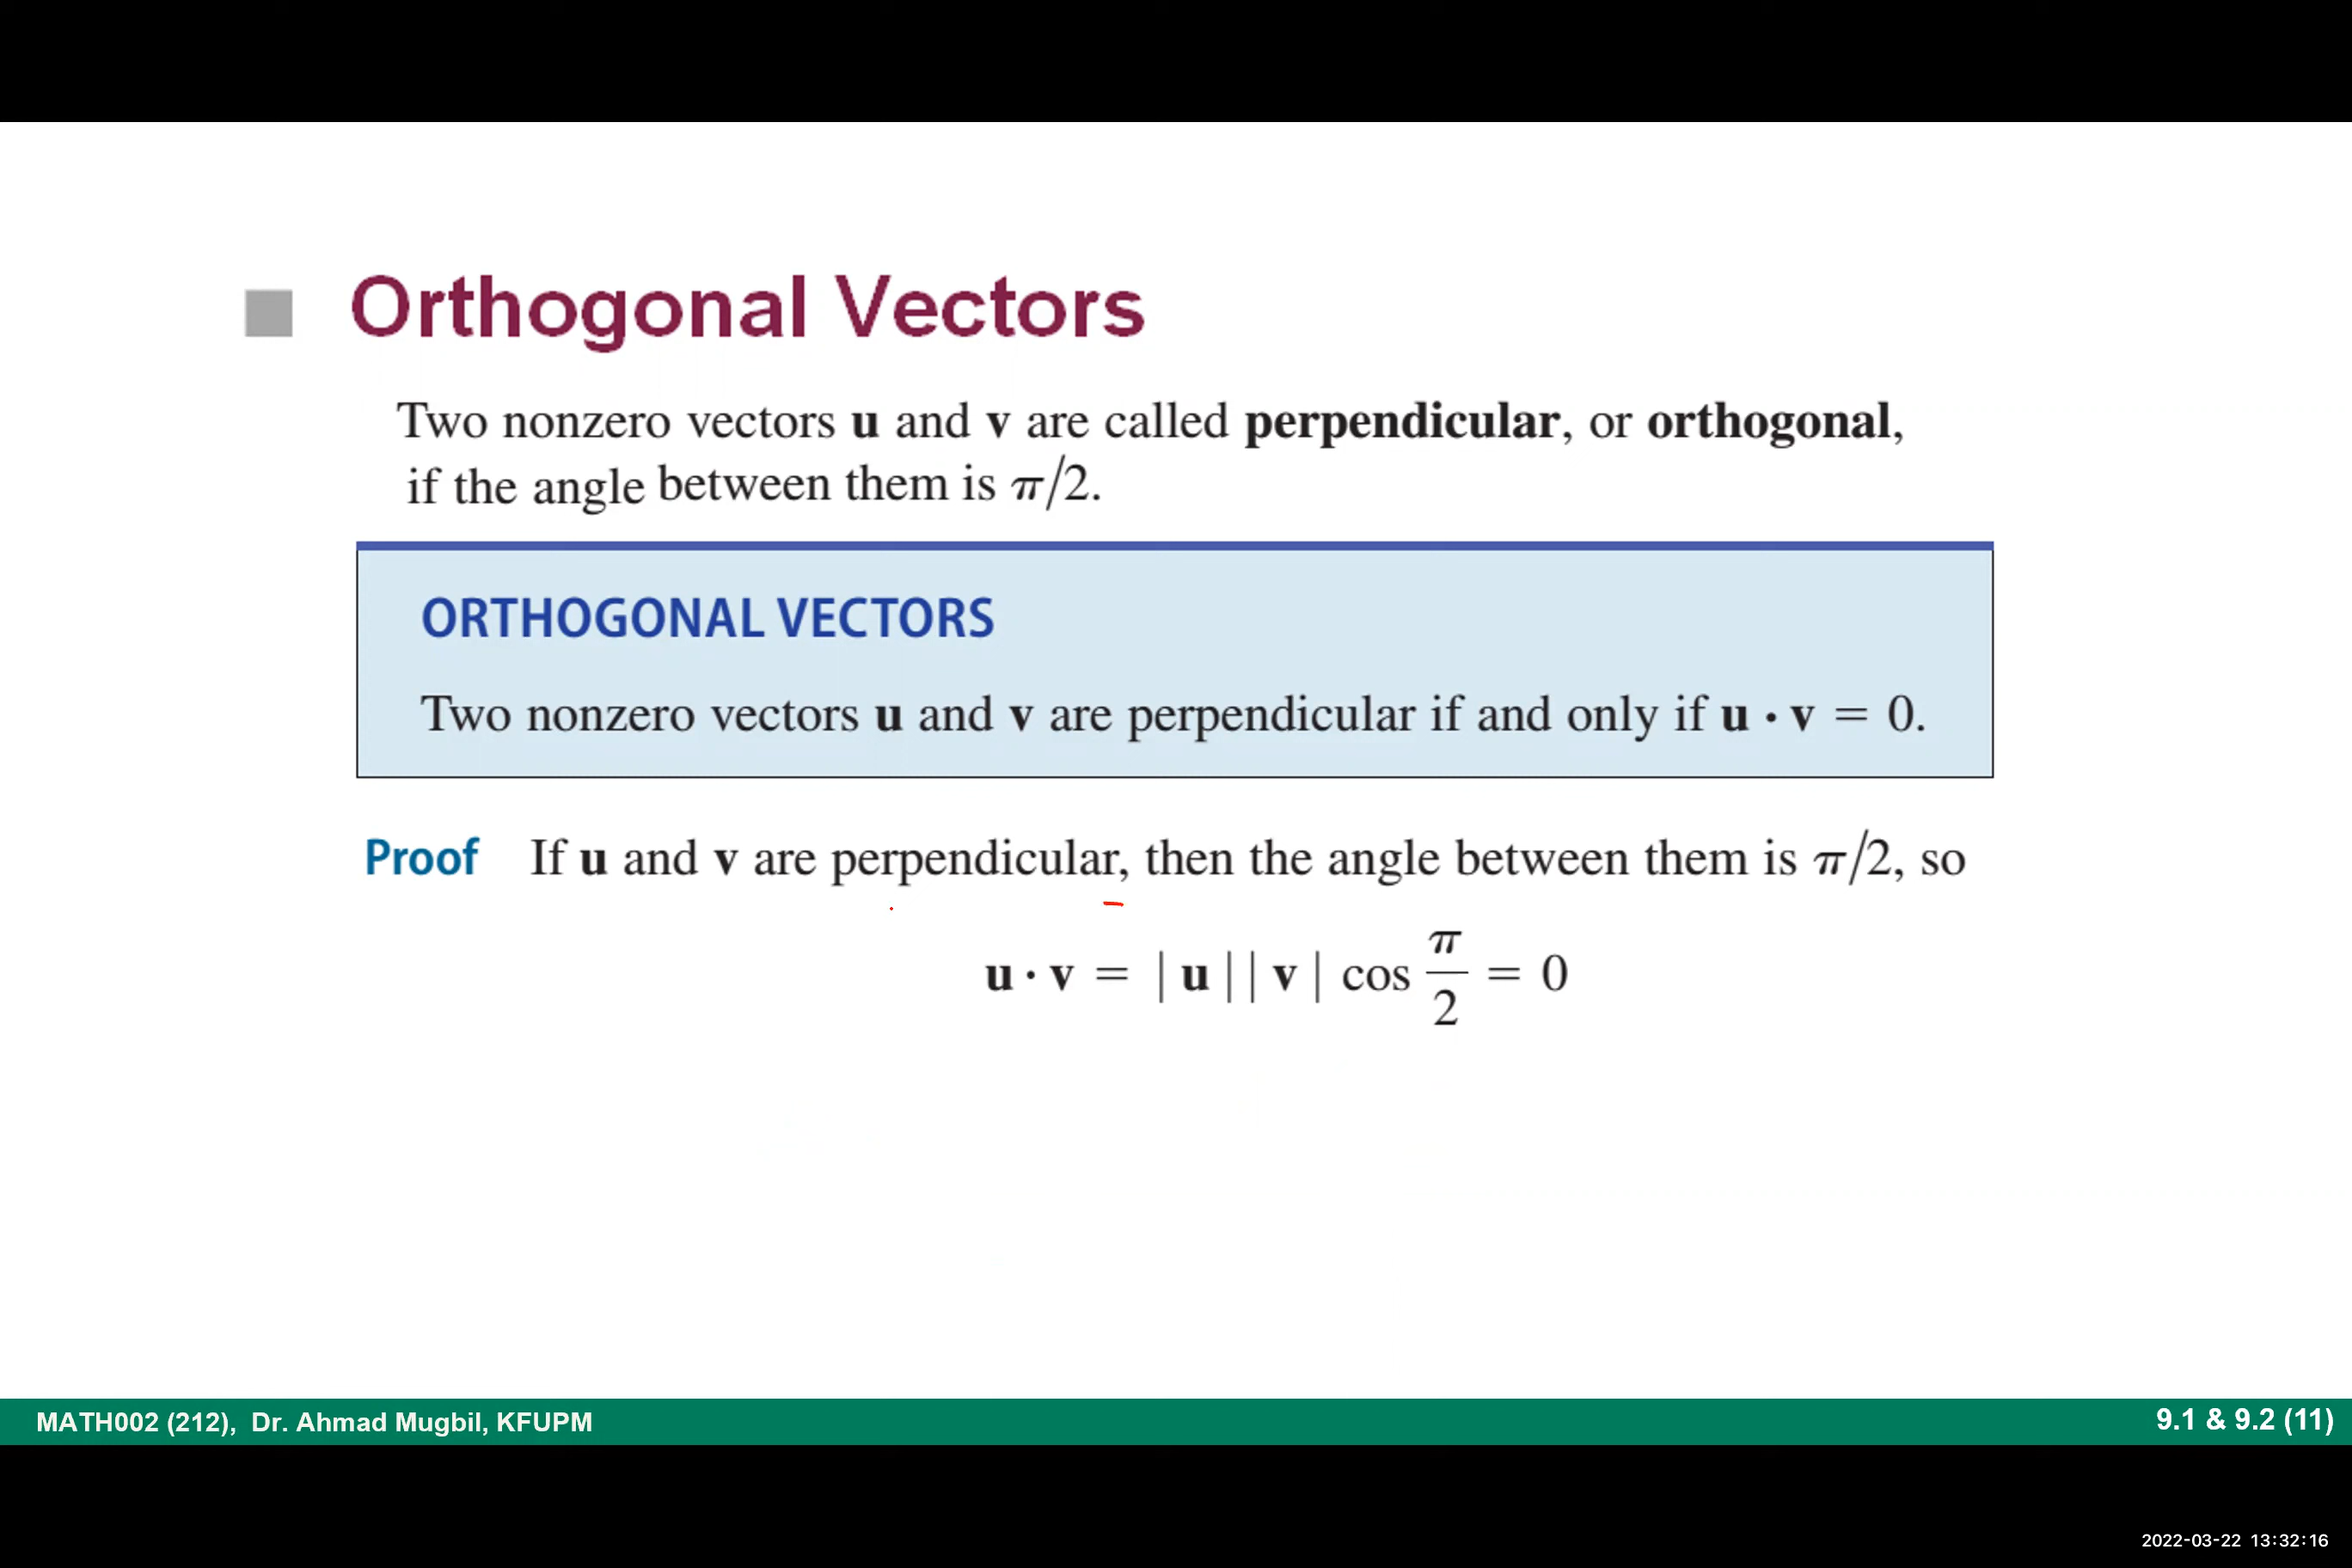 Orthogonal Vectors
Two nonzero vectors u and v are called perpendicular, or orthogonal,
if the angle between them is π/2.
ORTHOGONAL VECTORS
Two nonzero vectors u and v are perpendicular if and only if u · v = 0.
Proof If u and v are perpendicular, then the angle between them is π/2, so
u · v = |u||v| cos π/2 = 0
MATH002 (212), Dr. Ahmad Mugbil, KFUPM
9.1 & 9.2 (11)
2022-03-22 13:32:16